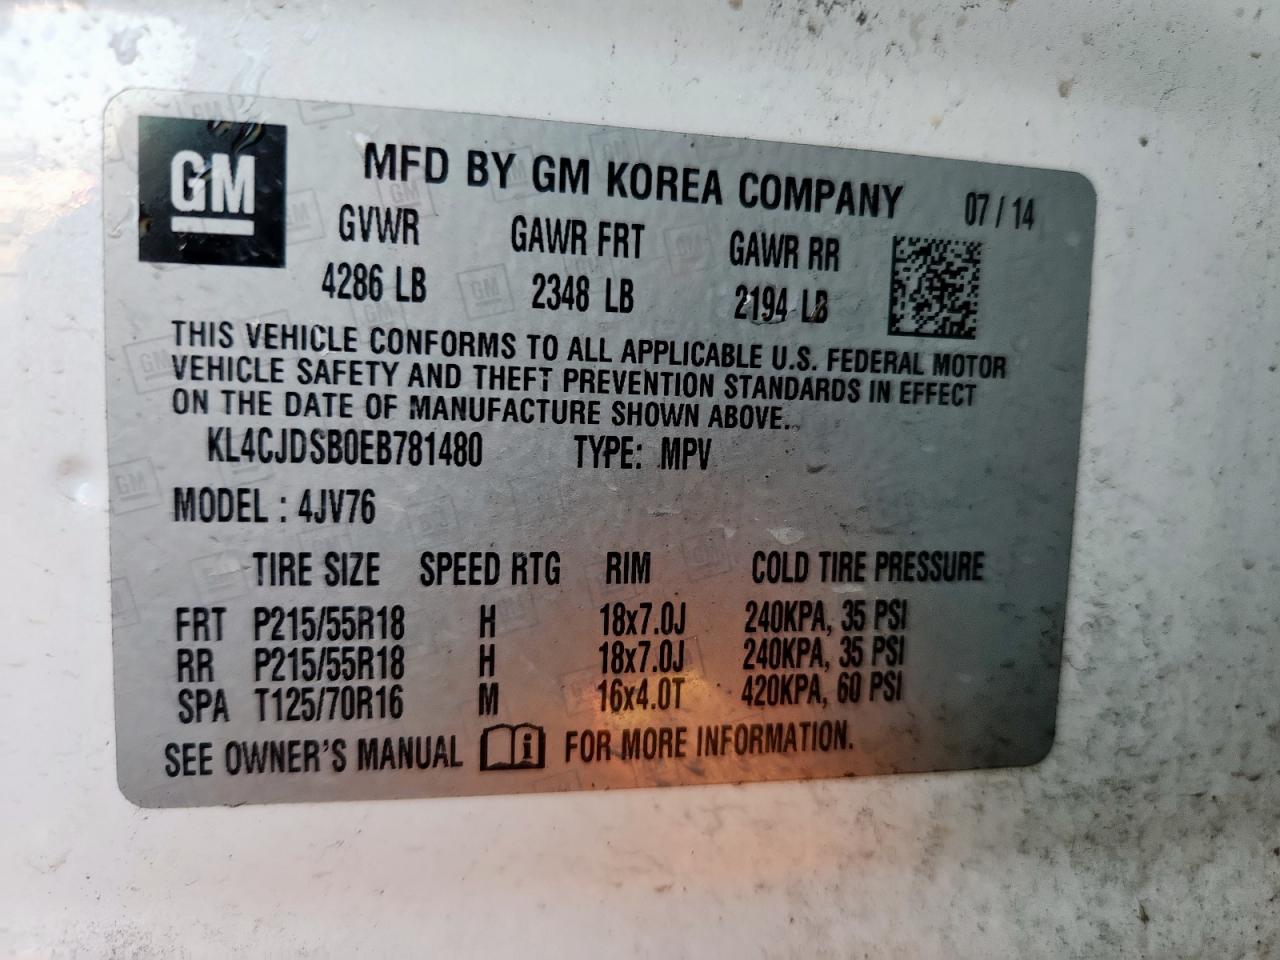 GM
MFD BY GM KOREA COMPANY 07 / 14
GVWR GAWR FRT GAWR RR
4286 LB 2348 LB 2194 LB
THIS VEHICLE CONFORMS TO ALL APPLICABLE U.S. FEDERAL MOTOR
VEHICLE SAFETY AND THEFT PREVENTION STANDARDS IN EFFECT
ON THE DATE OF MANUFACTURE SHOWN ABOVE.
KL4CJDSB0EB781480 TYPE: MPV
MODEL : 4JV76
TIRE SIZE SPEED RTG RIM COLD TIRE PRESSURE
FRT P215/55R18 H 18x7.0J 240KPA, 35 PSI
RR P215/55R18 H 18x7.0J 240KPA, 35 PSI
SPA T125/70R16 M 16x4.0T 420KPA, 60 PSI
SEE OWNER'S MANUAL i FOR MORE INFORMATION.